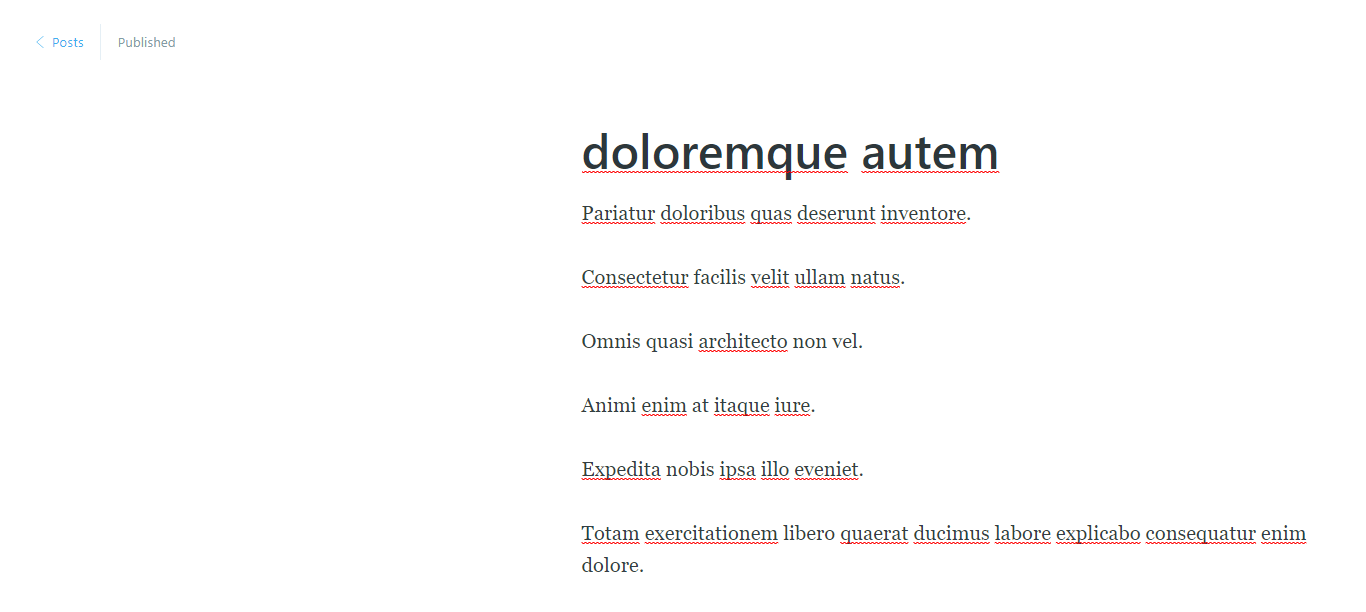 Posts
Published
doloremque autem
Pariatur doloribus quas deserunt inventore.
Consectetur facilis velit ullam natus.
Omnis quasi architecto non vel.
Animi enim at itaque iure.
Expedita nobis ipsa illo eveniet.
Totam exercitationem libero quaerat ducimus labore explicabo consequatur enim
dolore.